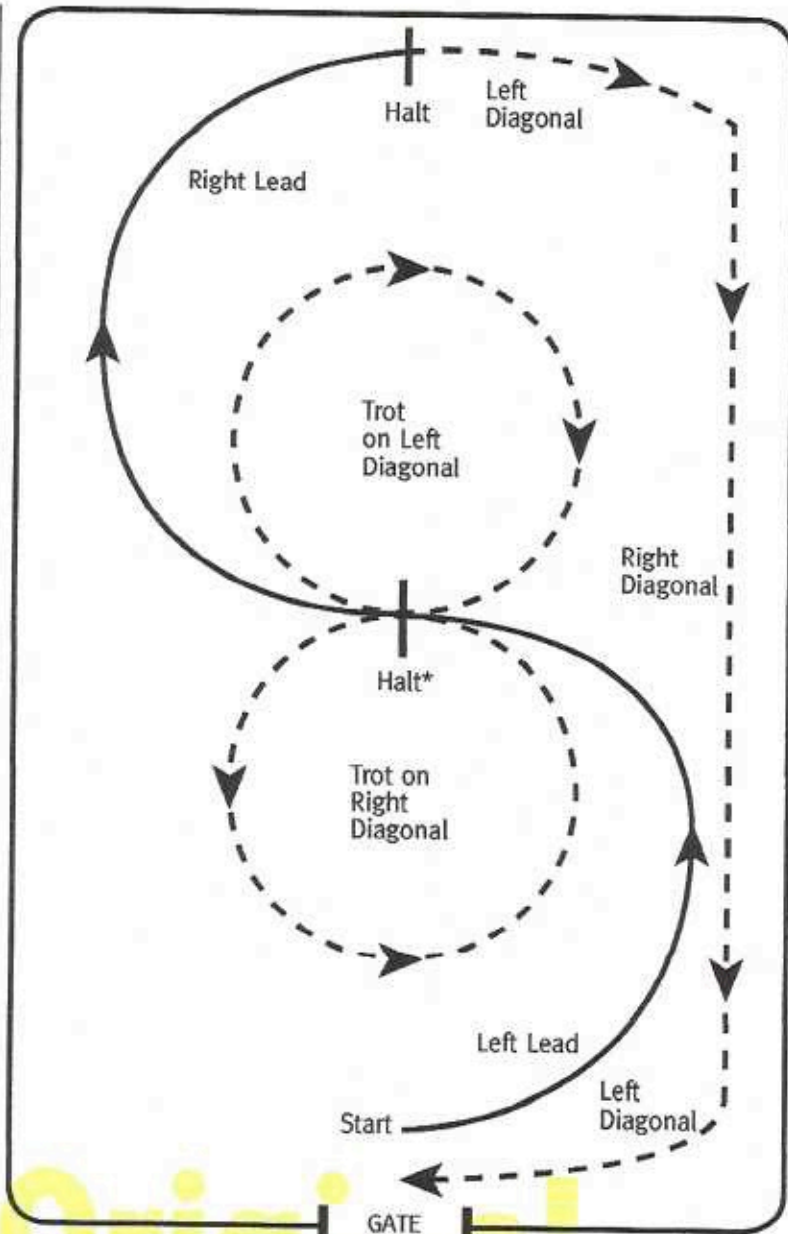 Halt
Left
Diagonal
Right Lead
Trot
on Left
Diagonal
Right
Diagonal
Halt*
Trot on
Right
Diagonal
Left Lead
Left
Diagonal
Start
Original
GATE